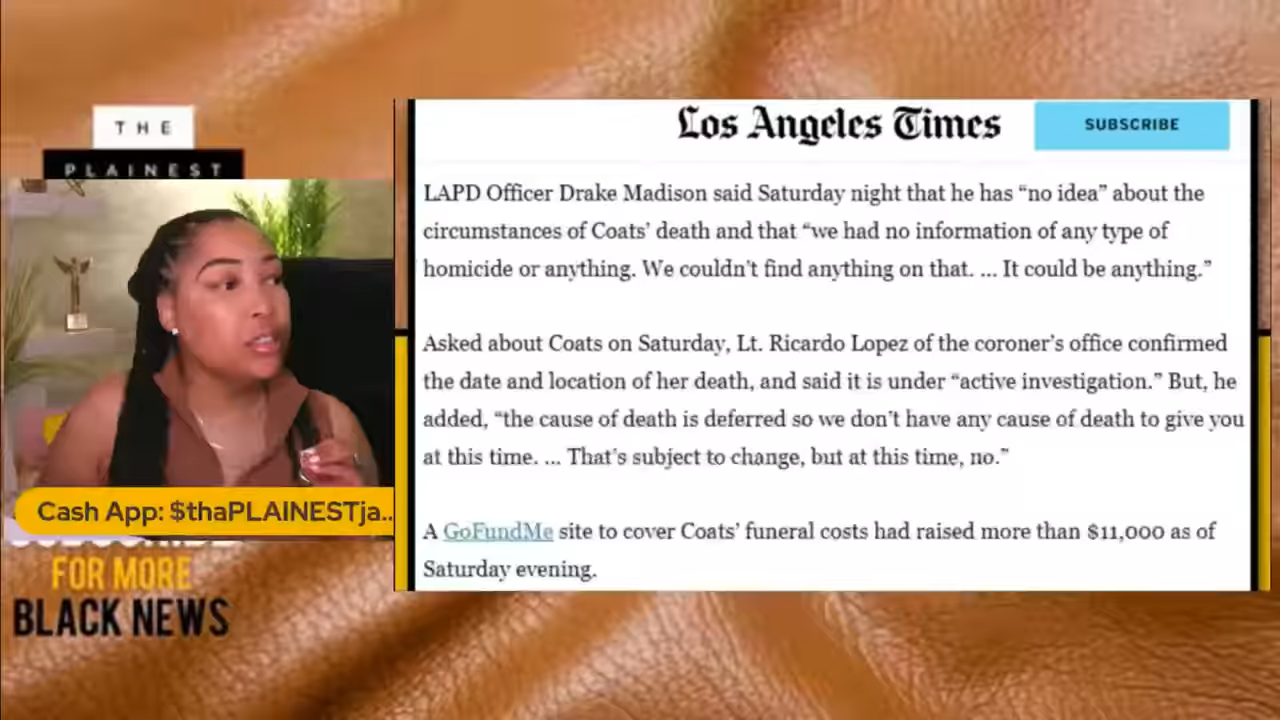 THE
PLAINEST
Cash App: $thaPLAINESTja..
FOR MORE
BLACK NEWS
Los Angeles Times
SUBSCRIBE
LAPD Officer Drake Madison said Saturday night that he has “no idea” about the
circumstances of Coats’ death and that “we had no information of any type of
homicide or anything. We couldn’t find anything on that. ... It could be anything.”
Asked about Coats on Saturday, Lt. Ricardo Lopez of the coroner’s office confirmed
the date and location of her death, and said it is under “active investigation.” But, he
added, “the cause of death is deferred so we don’t have any cause of death to give you
at this time. ... That’s subject to change, but at this time, no.”
A GoFundMe site to cover Coats’ funeral costs had raised more than $11,000 as of
Saturday evening.